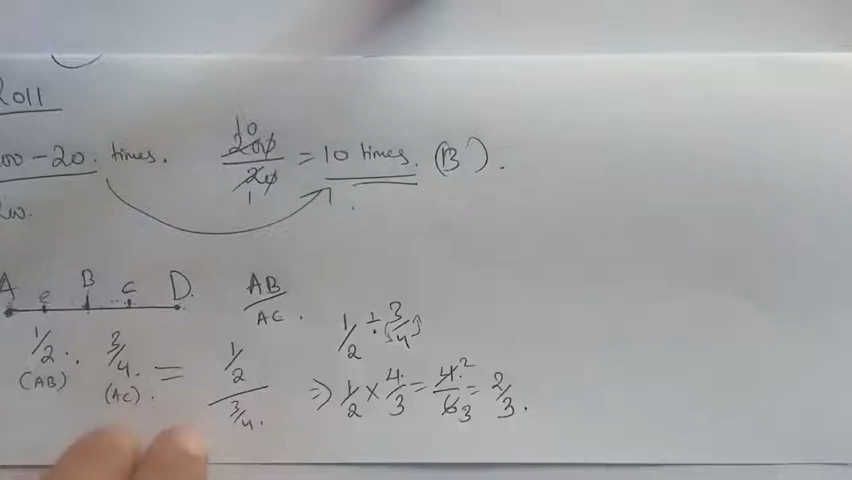 Roll
00-20. times. 200/20 = 10 times. (B).
A e B c D. AB/AC.
1/2 ÷ (3/4)
1/2. 3/4. = 1/2 / 3/4. ⇒ 1/2 × 4/3 = 4/6 = 2/3.
(AB) (AC).